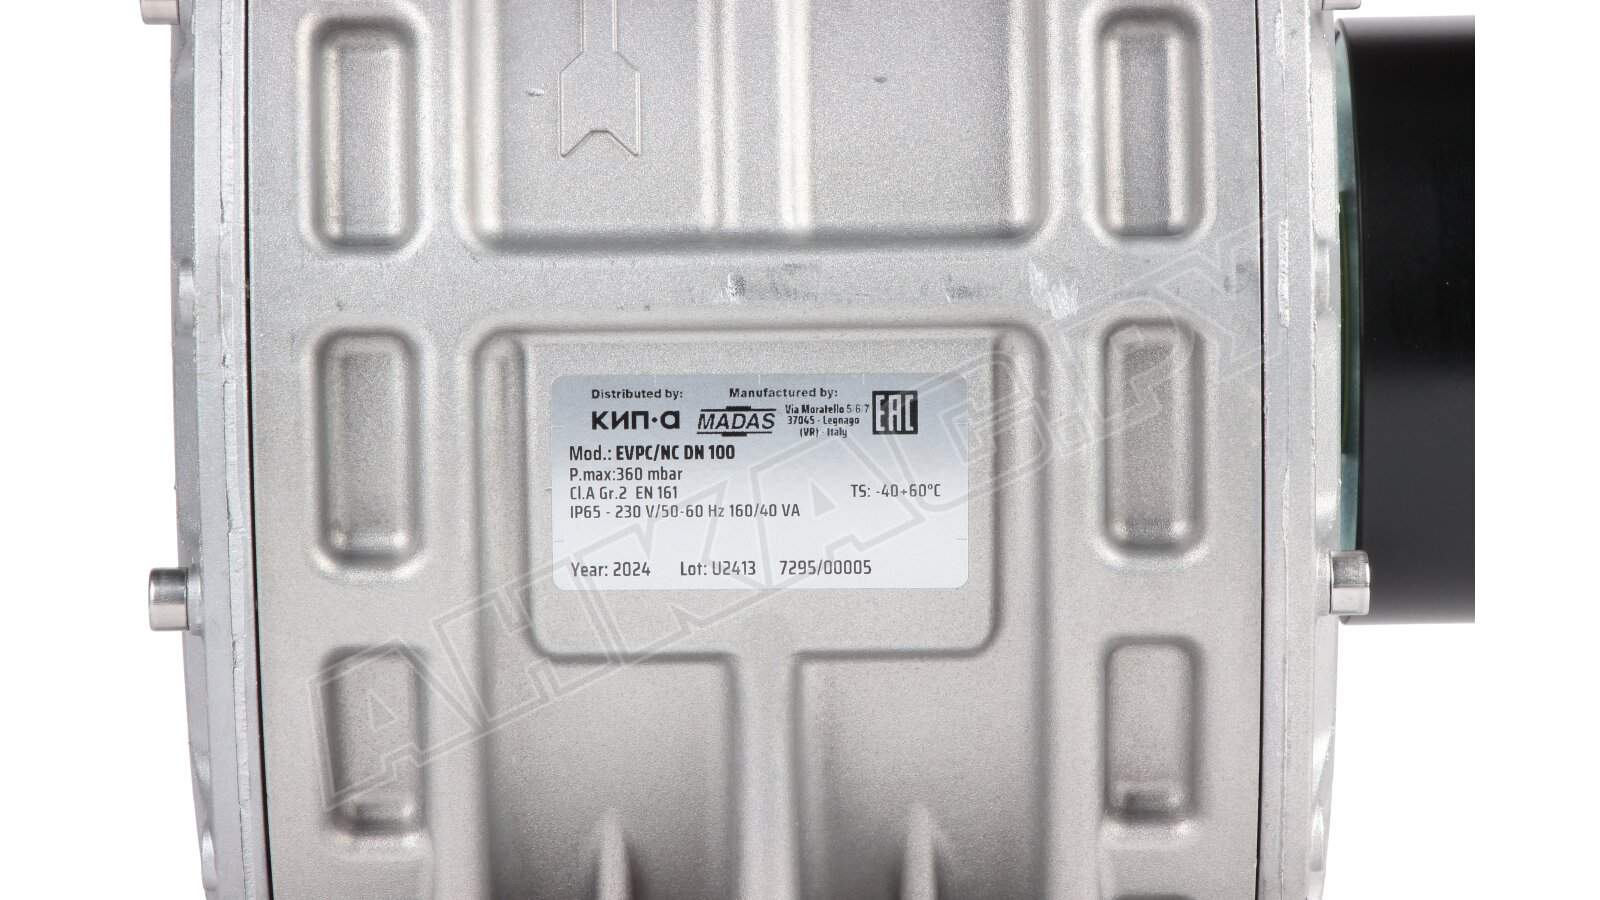 Distributed by: Manufactured by:
кип·а MADAS Via Moratello 5/6/7
37045 - Legnago
(VR) - Italy
EAC
Mod.: EVPC/NC DN 100
P.max:360 mbar
Cl.A Gr.2 EN 161 TS: -40+60°C
IP65 - 230 V/50-60 Hz 160/40 VA
Year: 2024 Lot: U2413 7295/00005